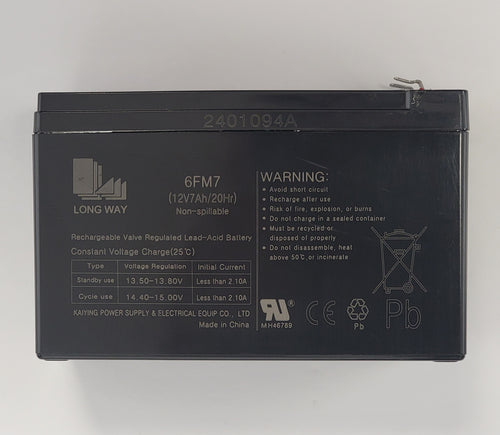 2401094A
LONG WAY
6FM7
(12V7Ah/20Hr)
Non-spillable
Rechargeable Valve Regulated Lead-Acid Battery
Constant Voltage Charge(25℃)
Type Voltage Regulation Initial Current
Standby use 13.50-13.80V Less than 2.10A
Cycle use 14.40-15.00V Less than 2.10A
KAIYING POWER SUPPLY & ELECTRICAL EQUIP CO., LTD
Made in China
WARNING:
• Avoid short circuit
• Recharge after use
• Risk of fire, explosion, or burns
• Do not charge in a sealed container
• Must be recycled or
disposed of properly
• Do not disassemble, heat
above 50℃,or incinerate
MH46789
CE
Pb
Pb